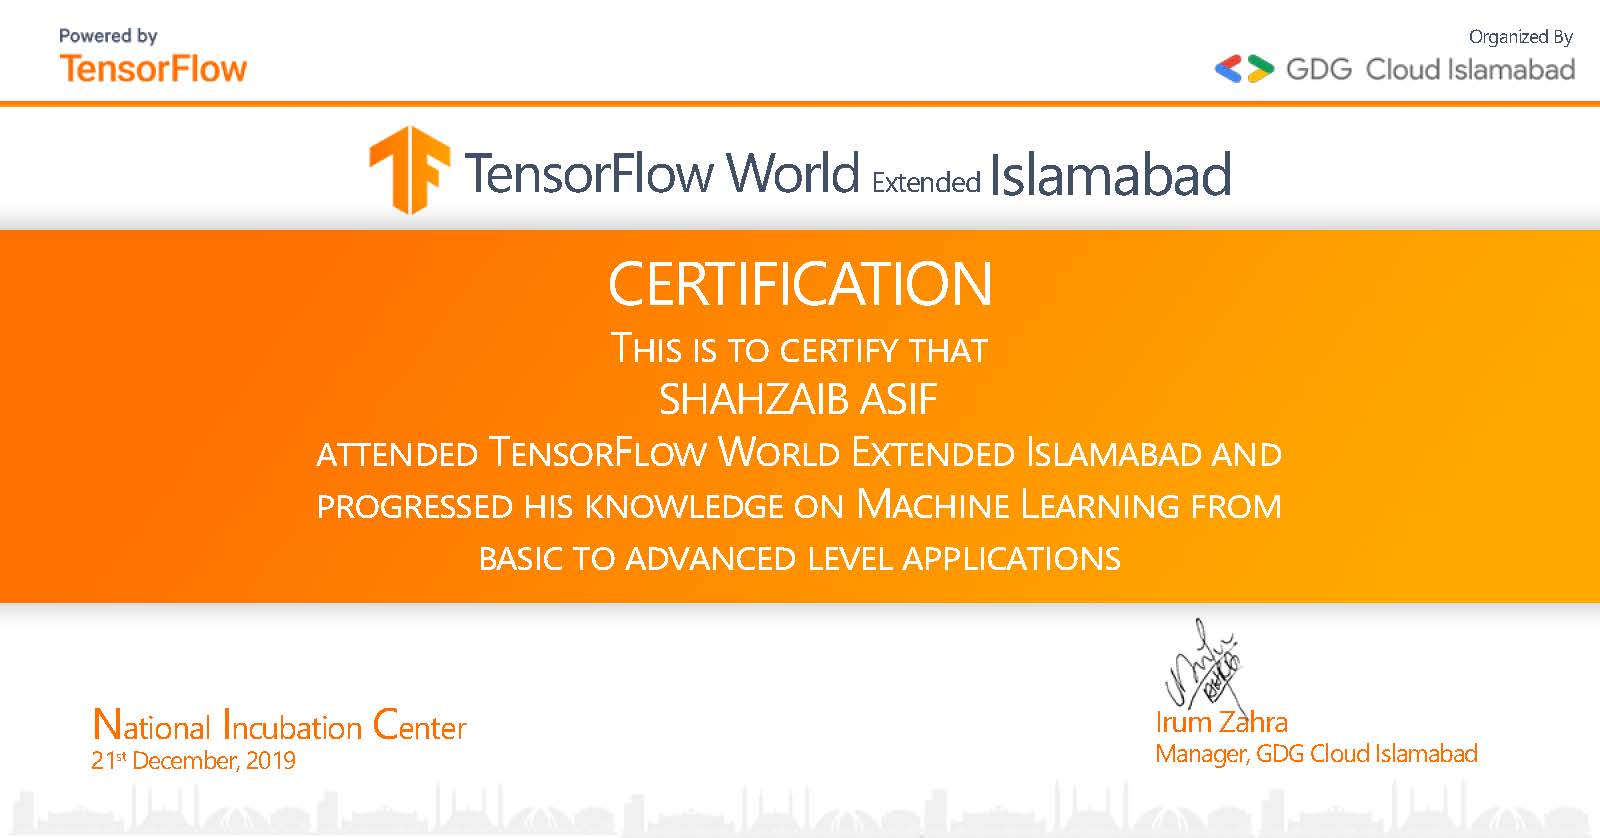 Powered by
TensorFlow
Organized By
GDG Cloud Islamabad
TensorFlow World Extended Islamabad
CERTIFICATION
THIS IS TO CERTIFY THAT
SHAHZAIB ASIF
ATTENDED TENSORFLOW WORLD EXTENDED ISLAMABAD AND
PROGRESSED HIS KNOWLEDGE ON MACHINE LEARNING FROM
BASIC TO ADVANCED LEVEL APPLICATIONS
National Incubation Center
21st December, 2019
Irum Zahra
Manager, GDG Cloud Islamabad